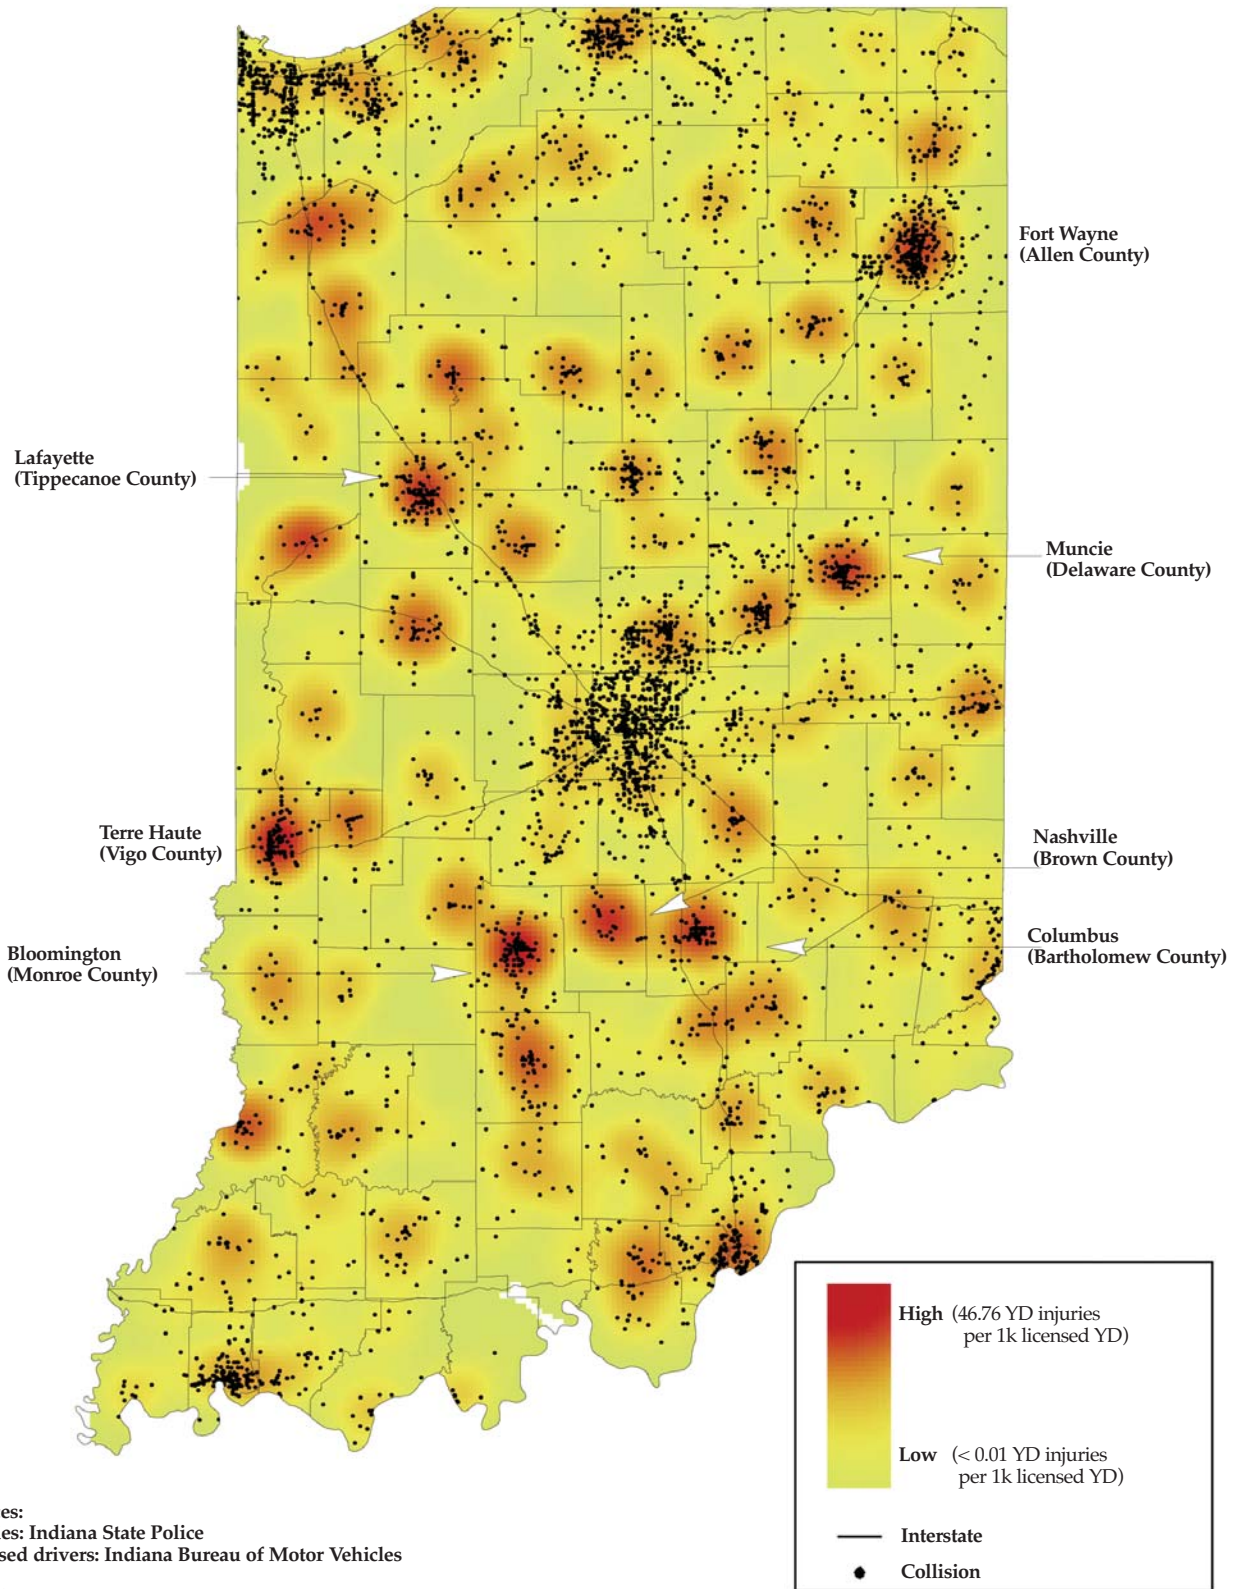 Fort Wayne
(Allen County)
Lafayette
(Tippecanoe County)
Muncie
(Delaware County)
Terre Haute
(Vigo County)
Nashville
(Brown County)
Columbus
(Bartholomew County)
Bloomington
(Monroe County)
High (46.76 YD injuries
per 1k licensed YD)
Low (< 0.01 YD injuries
per 1k licensed YD)
Interstate
Collision
es:
es: Indiana State Police
sed drivers: Indiana Bureau of Motor Vehicles